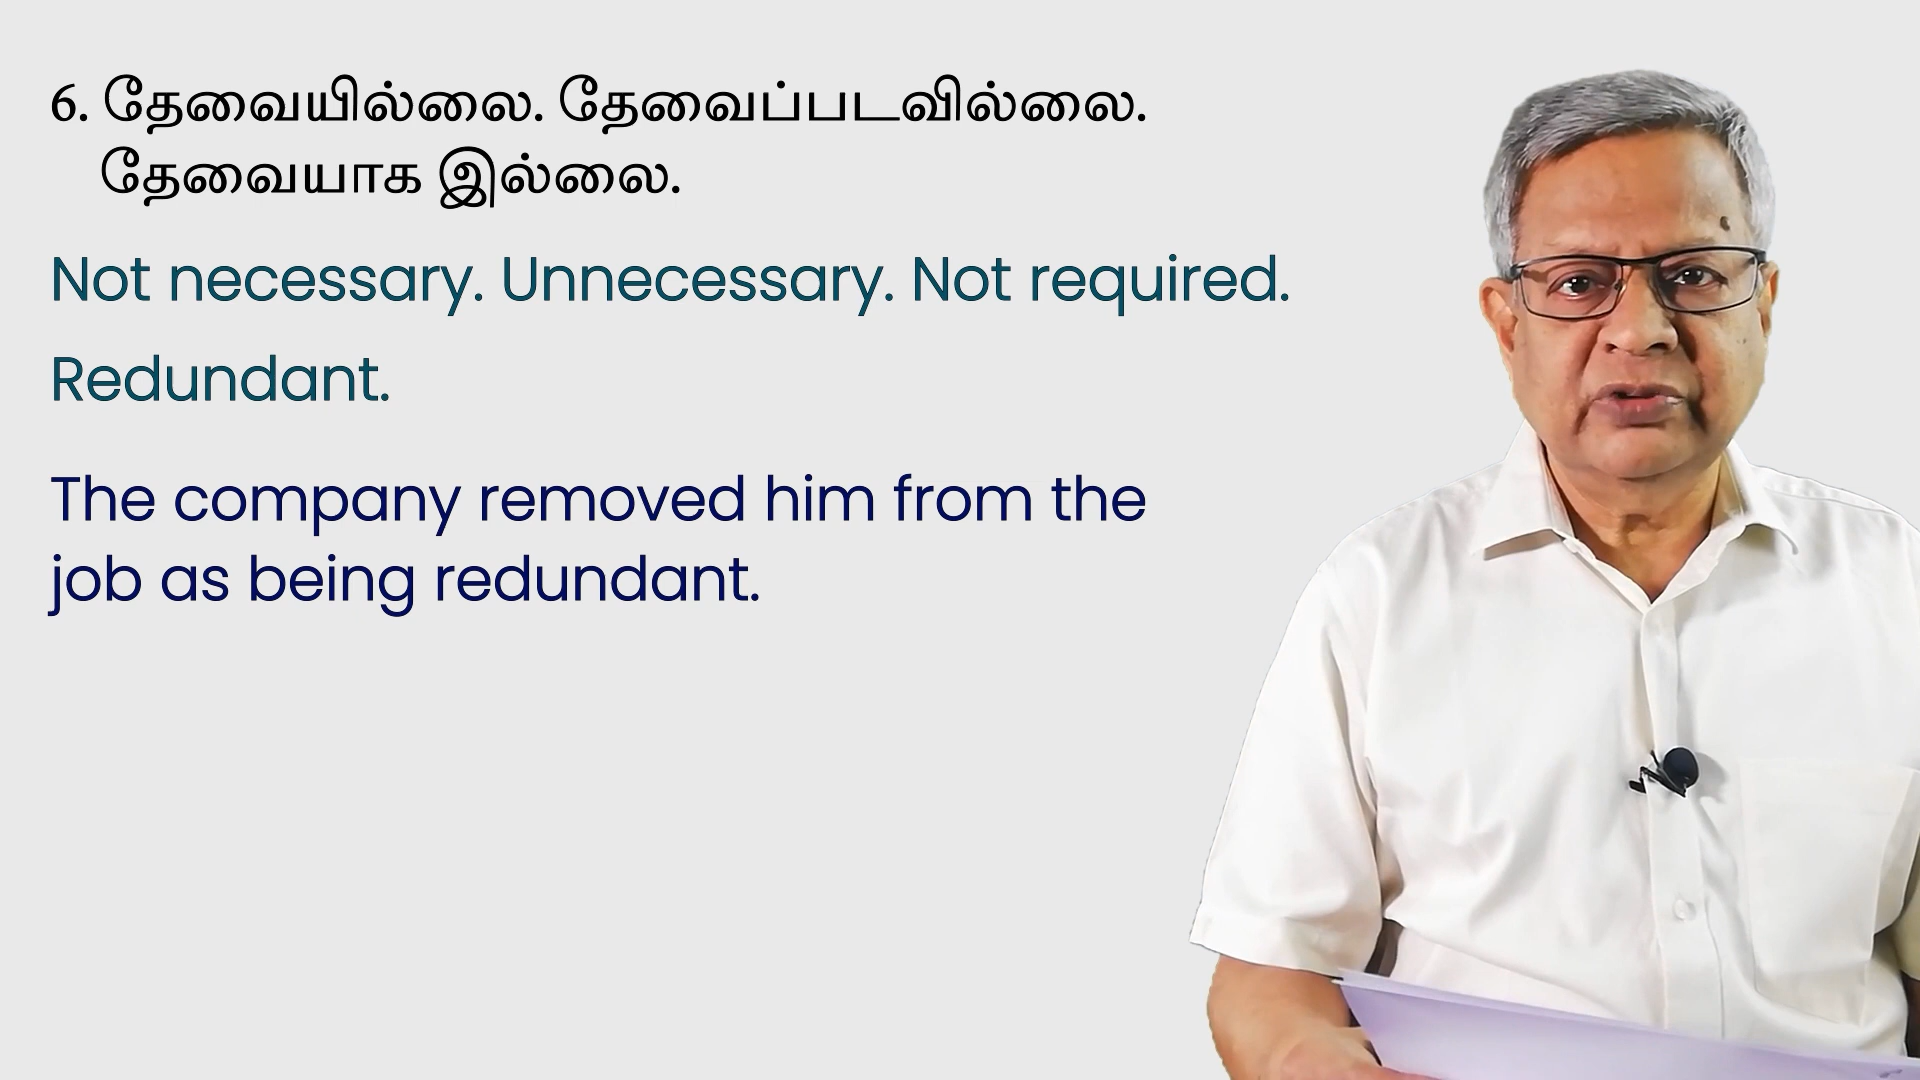 6. தேவையில்லை. தேவைப்படவில்லை.
தேவையாக இல்லை.
Not necessary. Unnecessary. Not required.
Redundant.
The company removed him from the
job as being redundant.